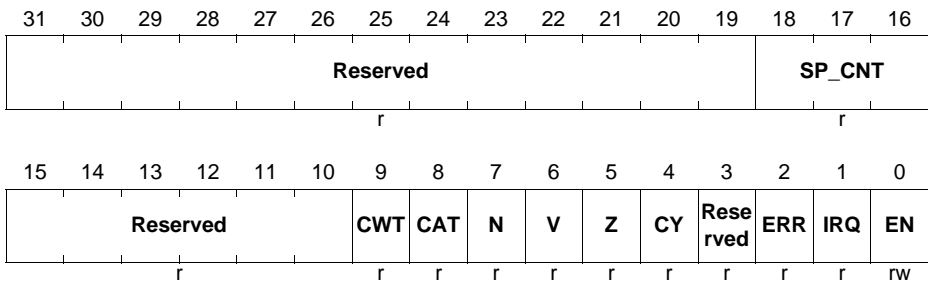 31 30 29 28 27 26 25 24 23 22 21 20 19 18 17 16
Reserved SP_CNT
r r
15 14 13 12 11 10 9 8 7 6 5 4 3 2 1 0
Reserved CWT CAT N V Z CY Rese
rved ERR IRQ EN
r r r r r r r r r r rw